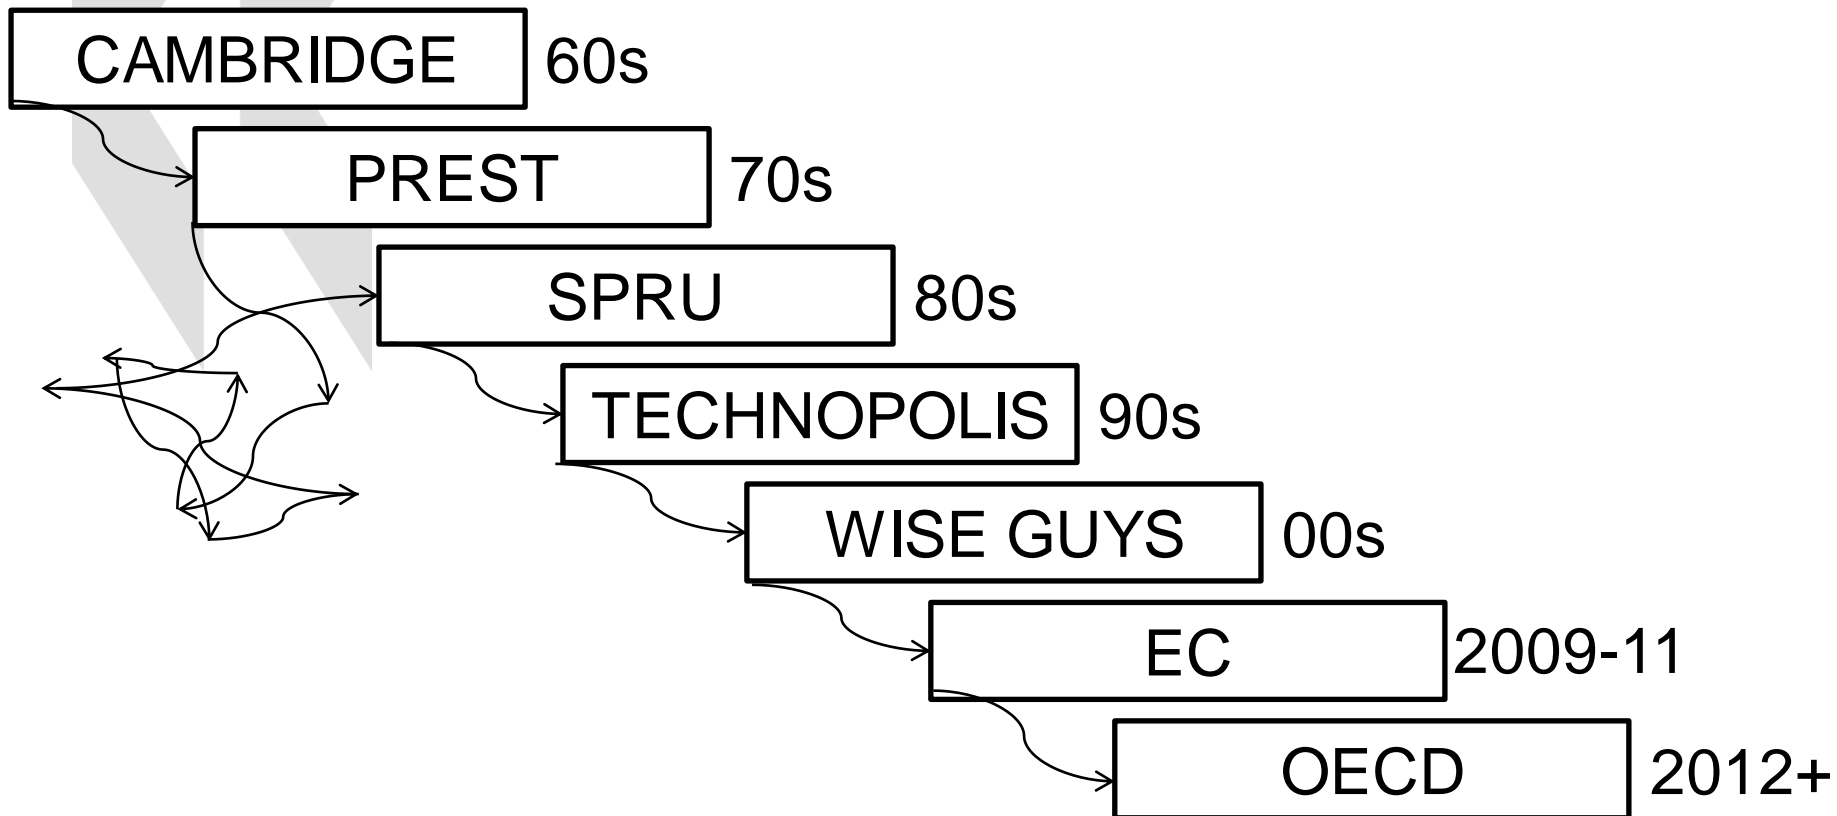 CAMBRIDGE 60s
PREST 70s
SPRU 80s
TECHNOPOLIS 90s
WISE GUYS 00s
EC 2009-11
OECD 2012+